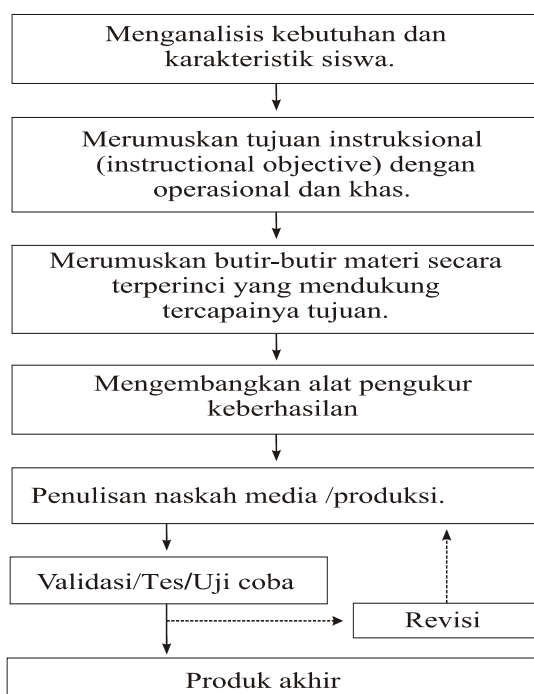 Menganalisis kebutuhan dan
karakteristik siswa.
Merumuskan tujuan instruksional
(instructional objective) dengan
operasional dan khas.
Merumuskan butir-butir materi secara
terperinci yang mendukung
tercapainya tujuan.
Mengembangkan alat pengukur
keberhasilan
Penulisan naskah media /produksi.
Validasi/Tes/Uji coba
Revisi
Produk akhir